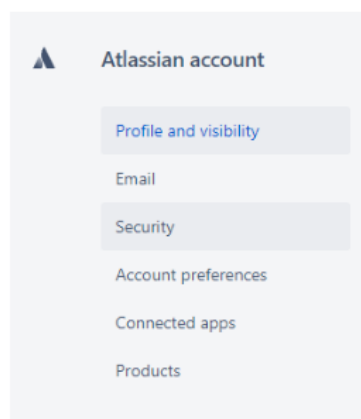 Atlassian account
Profile and visibility
Email
Security
Account preferences
Connected apps
Products